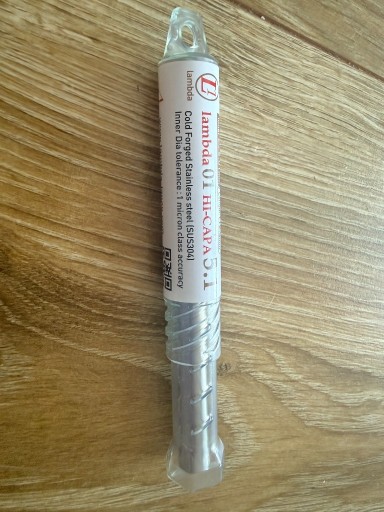 lambda
lambda 01 HI-CAPA 5.1
Cold Forged Stainless steel (SUS304)
Inner Dia tolerance : 1 micron class accuracy